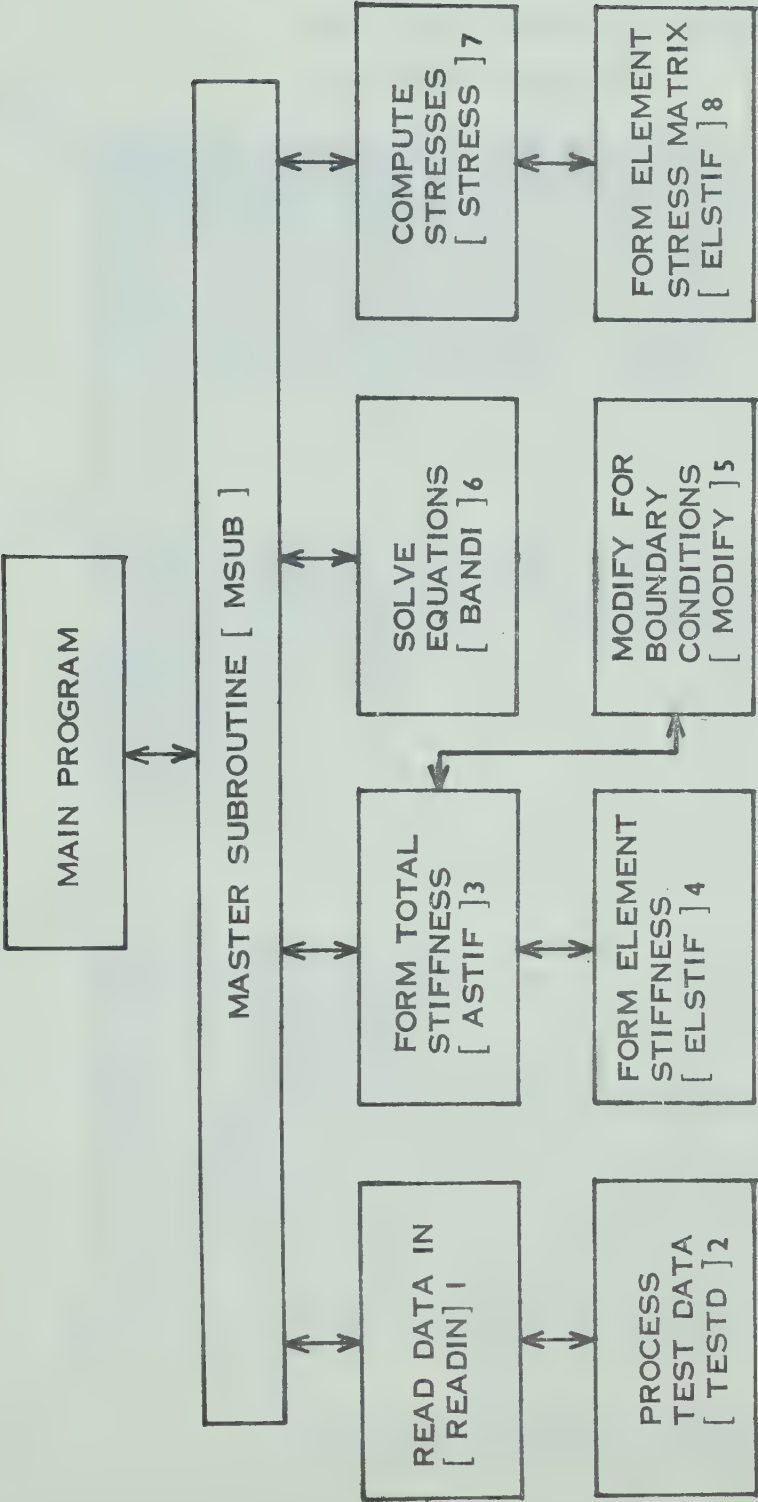 MAIN PROGRAM
MASTER SUBROUTINE [ MSUB ]
READ DATA IN
[ READIN] 1
FORM TOTAL
STIFFNESS
[ ASTIF ]3
SOLVE
EQUATIONS
[ BANDI ]6
COMPUTE
STRESSES
[ STRESS ]7
PROCESS
TEST DATA
[ TESTD ]2
FORM ELEMENT
STIFFNESS
[ ELSTIF ]4
MODIFY FOR
BOUNDARY
CONDITIONS
[ MODIFY ]5
FORM ELEMENT
STRESS MATRIX
[ ELSTIF ]8